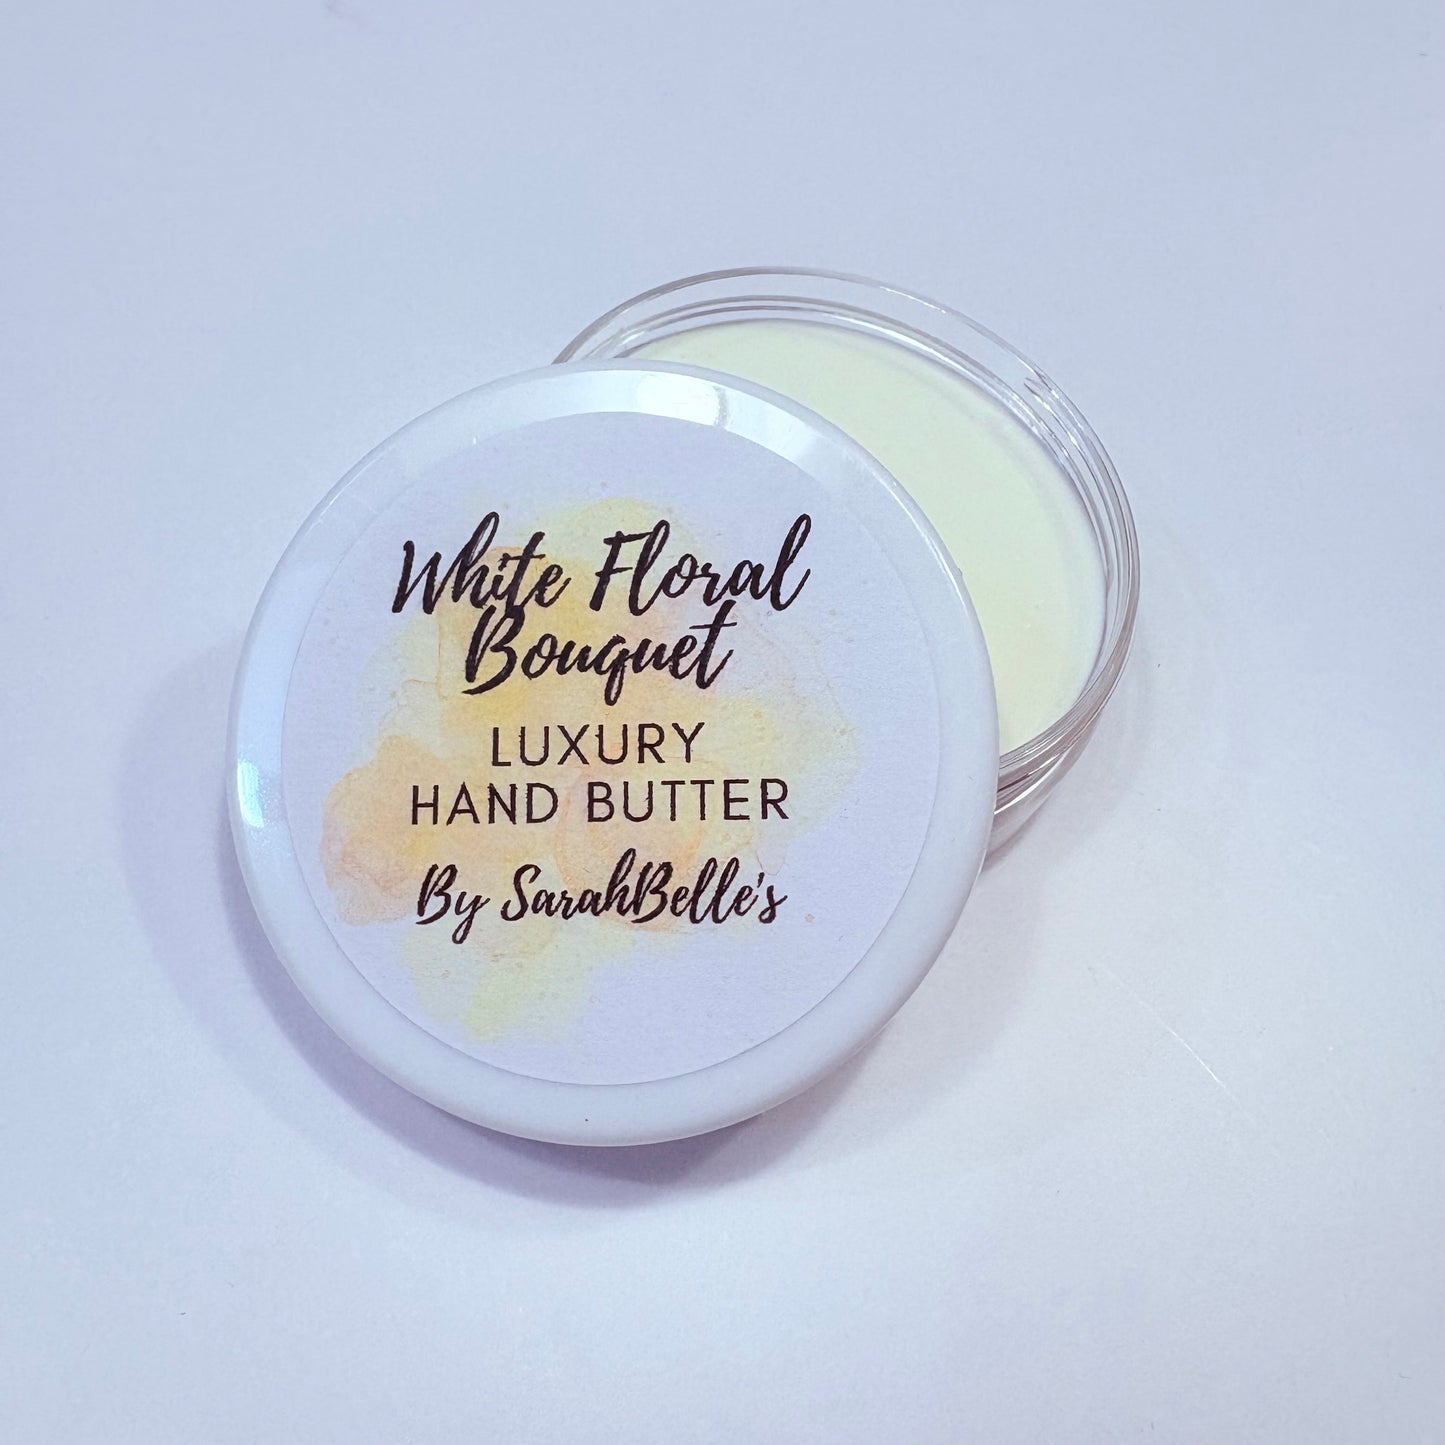 White Floral
Bouquet
LUXURY
HAND BUTTER
By SarahBelle's